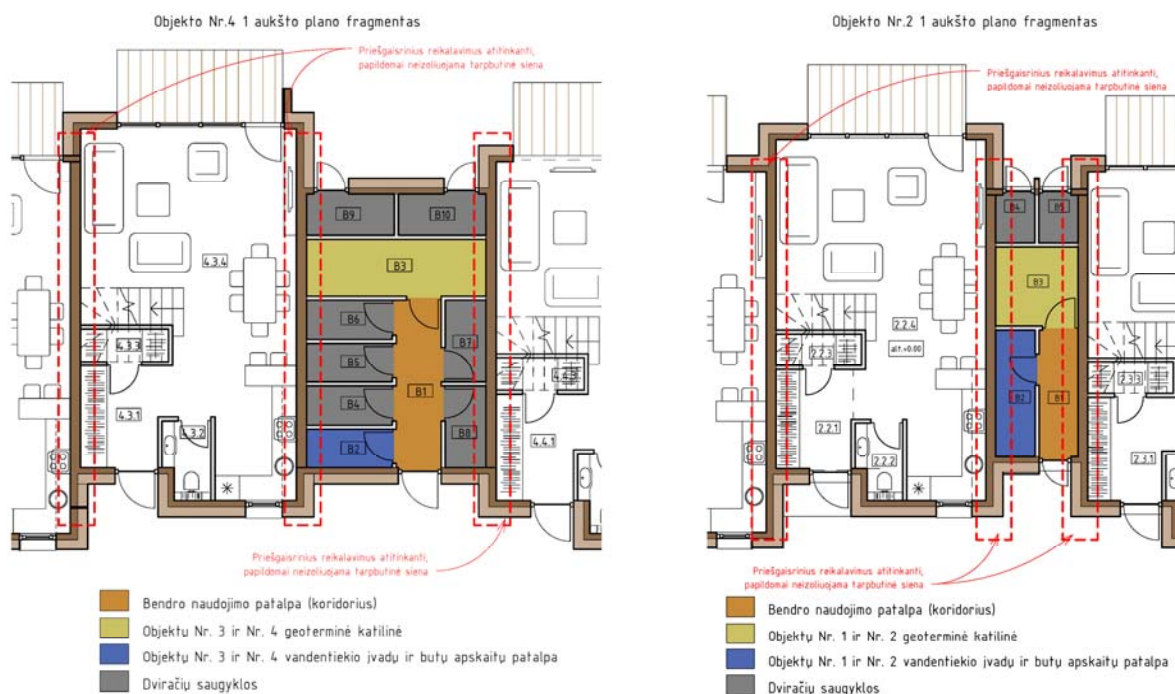 Objekto Nr.4 1 aukšto plano fragmentas
Priešgaisrinius reikalavimus atitinkanti,
papildomai neizoliuojama tarpbutinė siena
B9
B10
4.3.4
B3
B6
B7
4.3.3
B5
B1
B4
4.3.1
4.3.2
B8
B2
4.4.1
Priešgaisrinius reikalavimus atitinkanti,
papildomai neizoliuojama tarpbutinė siena
Bendro naudojimo patalpa (koridorius)
Objektų Nr. 3 ir Nr. 4 geoterminė katilinė
Objektų Nr. 3 ir Nr. 4 vandentiekio įvadų ir butų apskaitų patalpa
Dviračių saugyklos
Objekto Nr.2 1 aukšto plano fragmentas
Priešgaisrinius reikalavimus atitinkanti,
papildomai neizoliuojama tarpbutinė siena
B4
B5
B3
2.2.4
alt.+0.00
2.2.3
2.3.3
B2
B1
2.2.1
2.2.2
2.3.1
Priešgaisrinius reikalavimus atitinkanti,
papildomai neizoliuojama tarpbutinė siena
Bendro naudojimo patalpa (koridorius)
Objektų Nr. 1 ir Nr. 2 geoterminė katilinė
Objektų Nr. 1 ir Nr. 2 vandentiekio įvadų ir butų apskaitų patalpa
Dviračių saugyklos